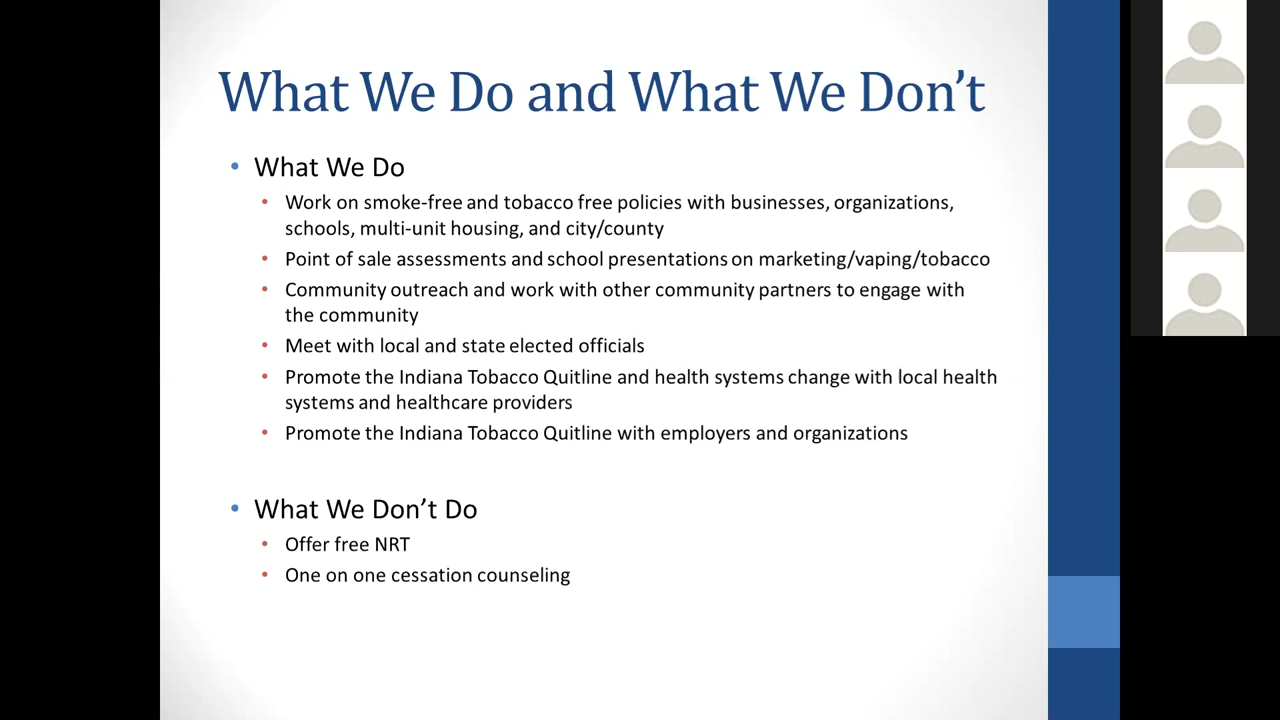 What We Do and What We Don't
• What We Do
• Work on smoke-free and tobacco free policies with businesses, organizations,
schools, multi-unit housing, and city/county
• Point of sale assessments and school presentations on marketing/vaping/tobacco
• Community outreach and work with other community partners to engage with
the community
• Meet with local and state elected officials
• Promote the Indiana Tobacco Quitline and health systems change with local health
systems and healthcare providers
• Promote the Indiana Tobacco Quitline with employers and organizations
• What We Don't Do
• Offer free NRT
• One on one cessation counseling